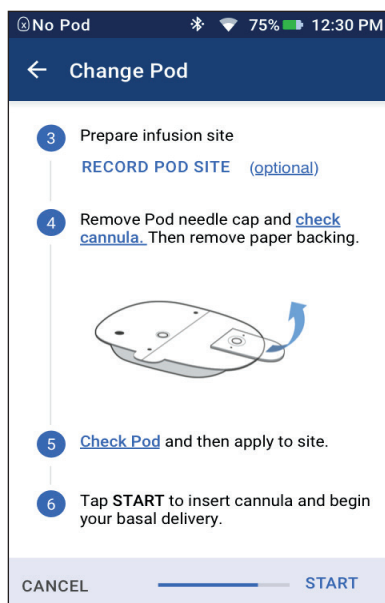 No Pod 75% 12:30 PM
Change Pod
3 Prepare infusion site
RECORD POD SITE (optional)
4 Remove Pod needle cap and check
cannula. Then remove paper backing.
5 Check Pod and then apply to site.
6 Tap START to insert cannula and begin
your basal delivery.
CANCEL START